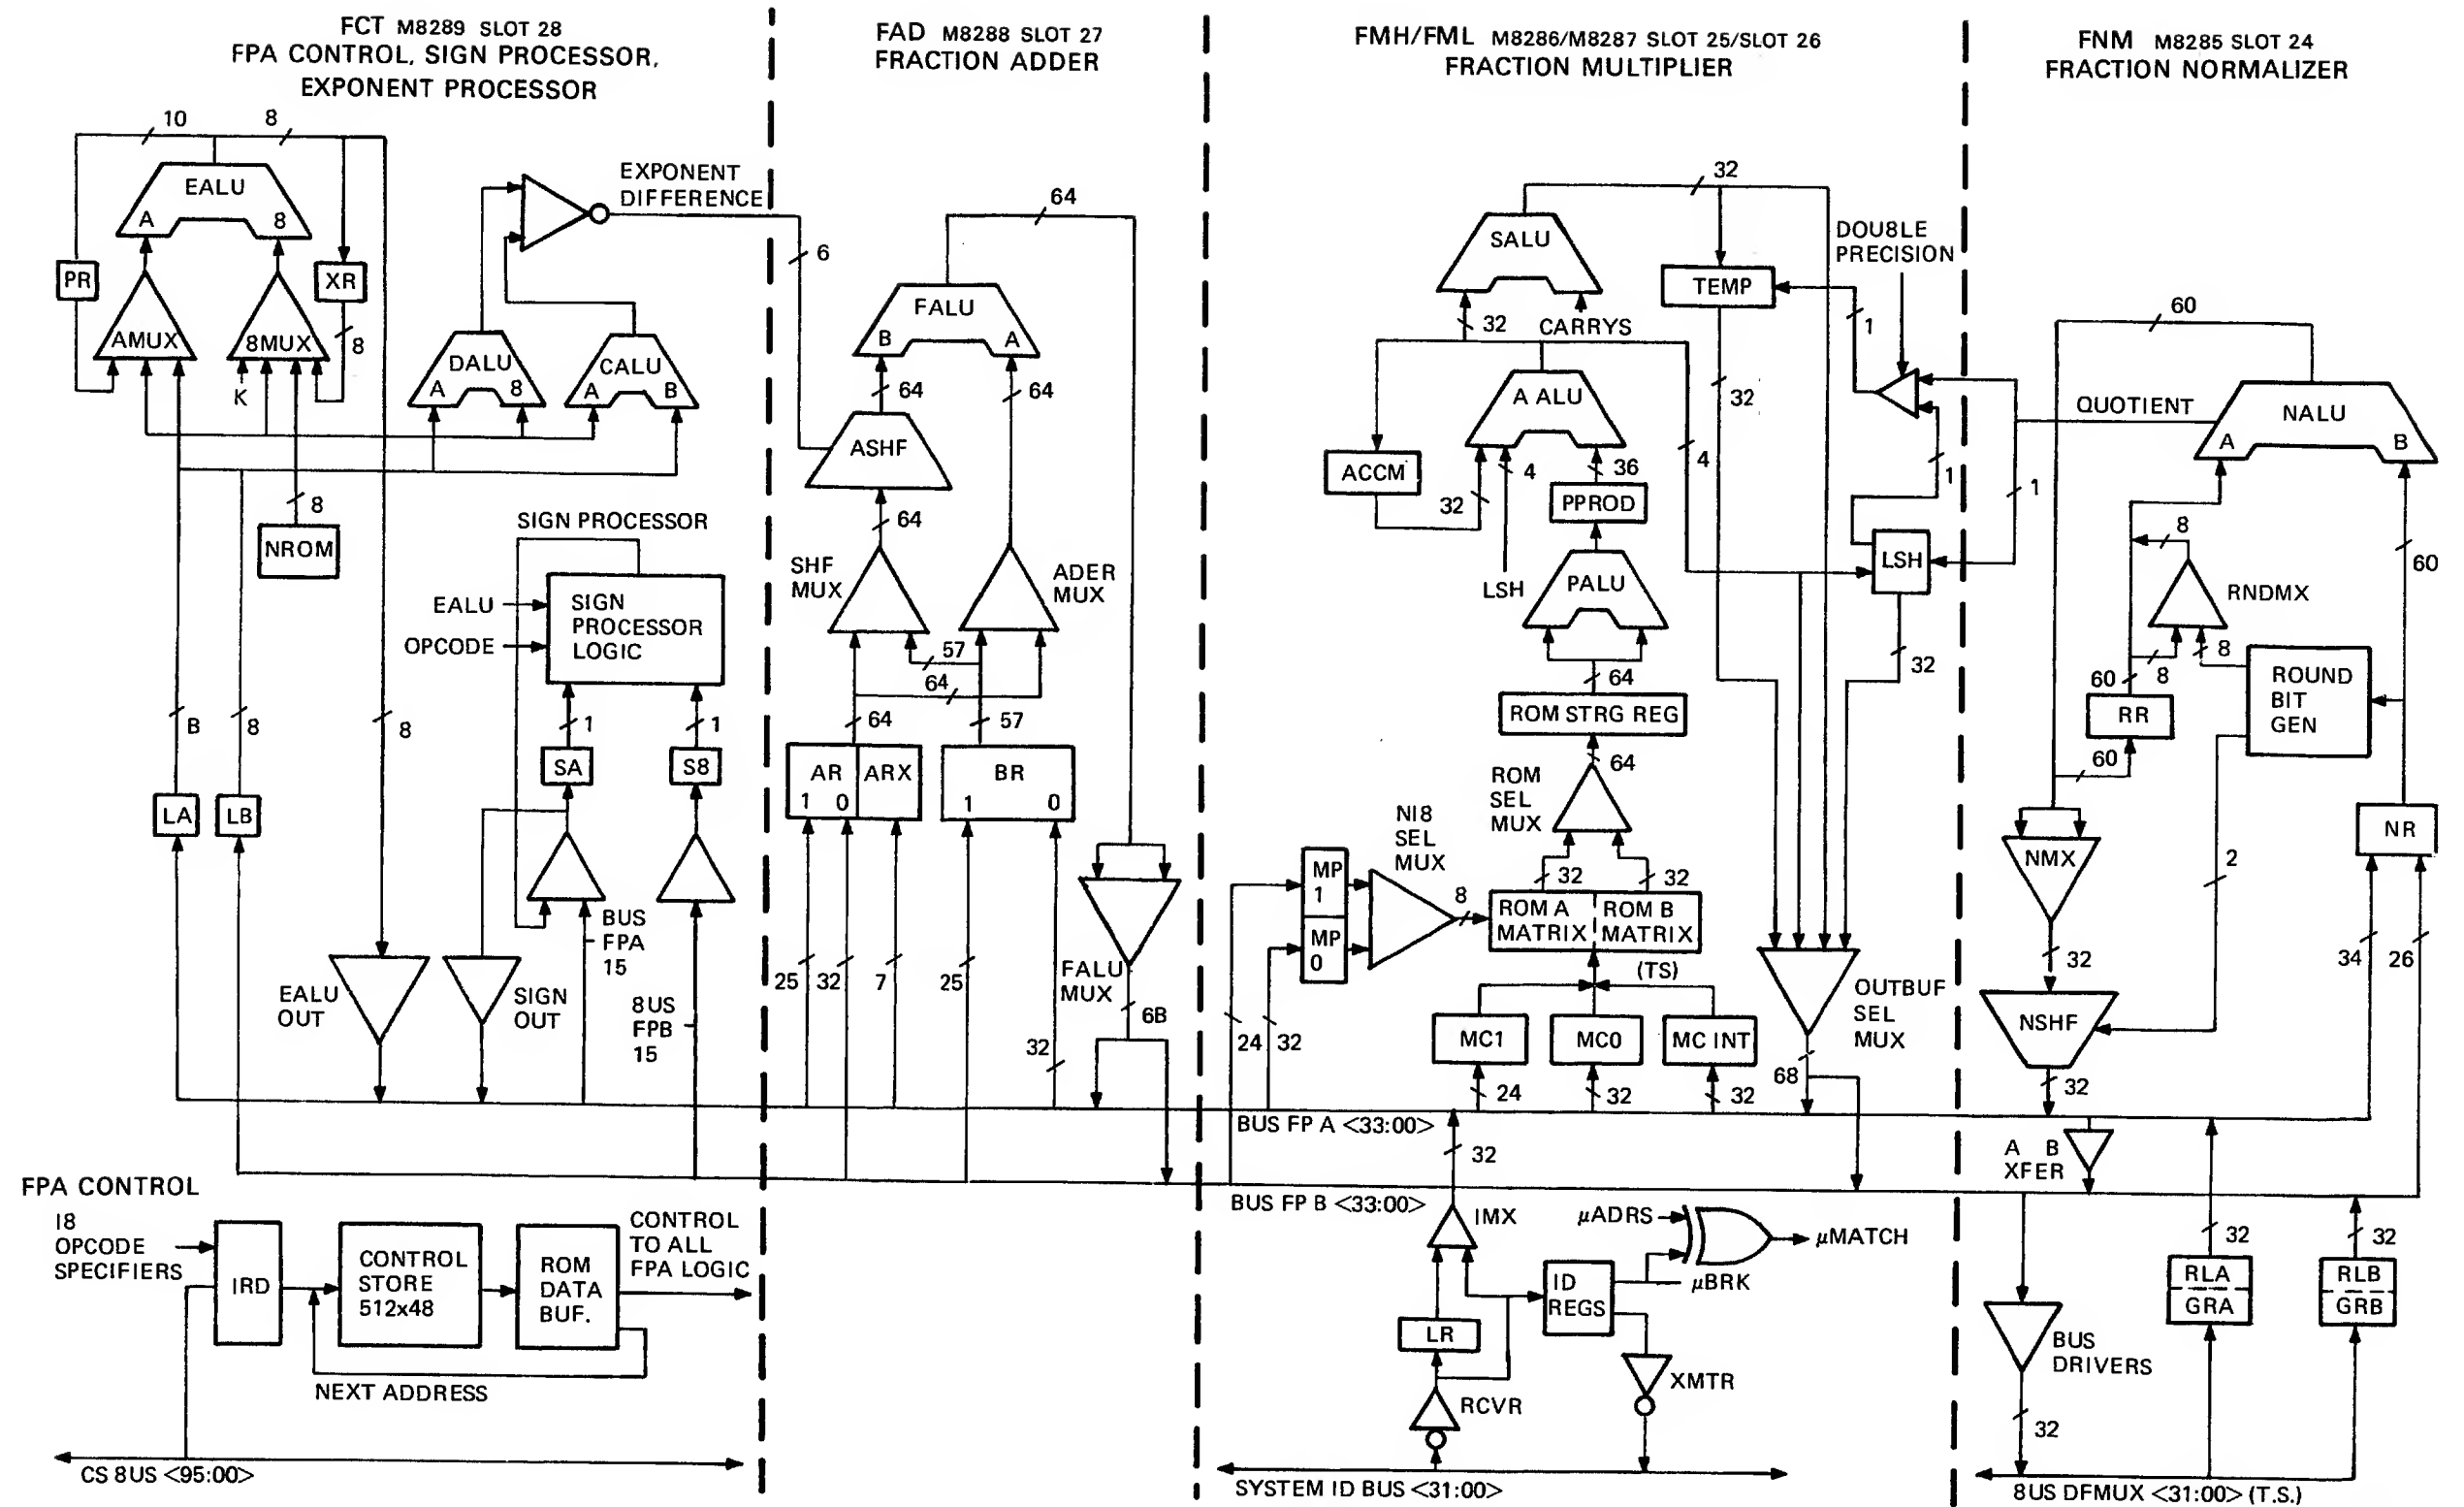 FCT M8289 SLOT 28
FPA CONTROL, SIGN PROCESSOR,
EXPONENT PROCESSOR
10
8
EALU
A
8
PR
XR
AMUX
8MUX
8
K
EXPONENT
DIFFERENCE
DALU
A
8
CALU
A
B
8
NROM
SIGN PROCESSOR
EALU
OPCODE
SIGN
PROCESSOR
LOGIC
B
8
8
1
1
SA
S8
LA
LB
BUS
FPA
15
EALU
OUT
SIGN
OUT
8US
FPB
15
FPA CONTROL
I8
OPCODE
SPECIFIERS
IRD
CONTROL
STORE
512x48
ROM
DATA
BUF.
CONTROL
TO ALL
FPA LOGIC
NEXT ADDRESS
CS 8US <95:00>
FAD M8288 SLOT 27
FRACTION ADDER
64
6
FALU
B
A
64
64
ASHF
64
SHF
MUX
ADER
MUX
57
64
64
57
AR
ARX
1
0
BR
1
0
25
32
7
25
32
FALU
MUX
6B
FMH/FML M8286/M8287 SLOT 25/SLOT 26
FRACTION MULTIPLIER
32
SALU
TEMP
DOU8LE
PRECISION
32
CARRYS
1
A ALU
32
4
ACCM
32
4
36
PPROD
1
1
LSH
PALU
LSH
64
32
ROM STRG REG
64
ROM
SEL
MUX
NI8
SEL
MUX
MP
1
MP
0
8
32
32
ROM A
MATRIX
ROM B
MATRIX
(TS)
OUTBUF
SEL
MUX
24
32
MC1
MC0
MC INT
24
32
32
68
BUS FP A <33:00>
32
BUS FP B <33:00>
IMX
µADRS
µMATCH
ID
REGS
µBRK
LR
RCVR
XMTR
SYSTEM ID BUS <31:00>
FNM M8285 SLOT 24
FRACTION NORMALIZER
60
QUOTIENT
NALU
A
B
8
60
RNDMX
8
8
60
RR
ROUND
BIT
GEN
60
NMX
NR
2
32
34
26
NSHF
32
A B
XFER
32
32
RLA
GRA
RLB
GRB
BUS
DRIVERS
32
8US DFMUX <31:00> (T.S.)